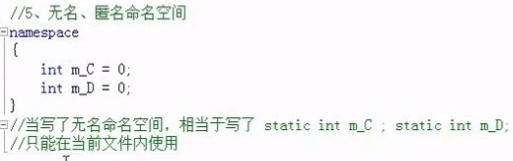 //5、无名、匿名命名空间
namespace
{
int m_C = 0;
int m_D = 0;
}
//当写了无名命名空间，相当于写了 static int m_C ; static int m_D;
//只能在当前文件内使用